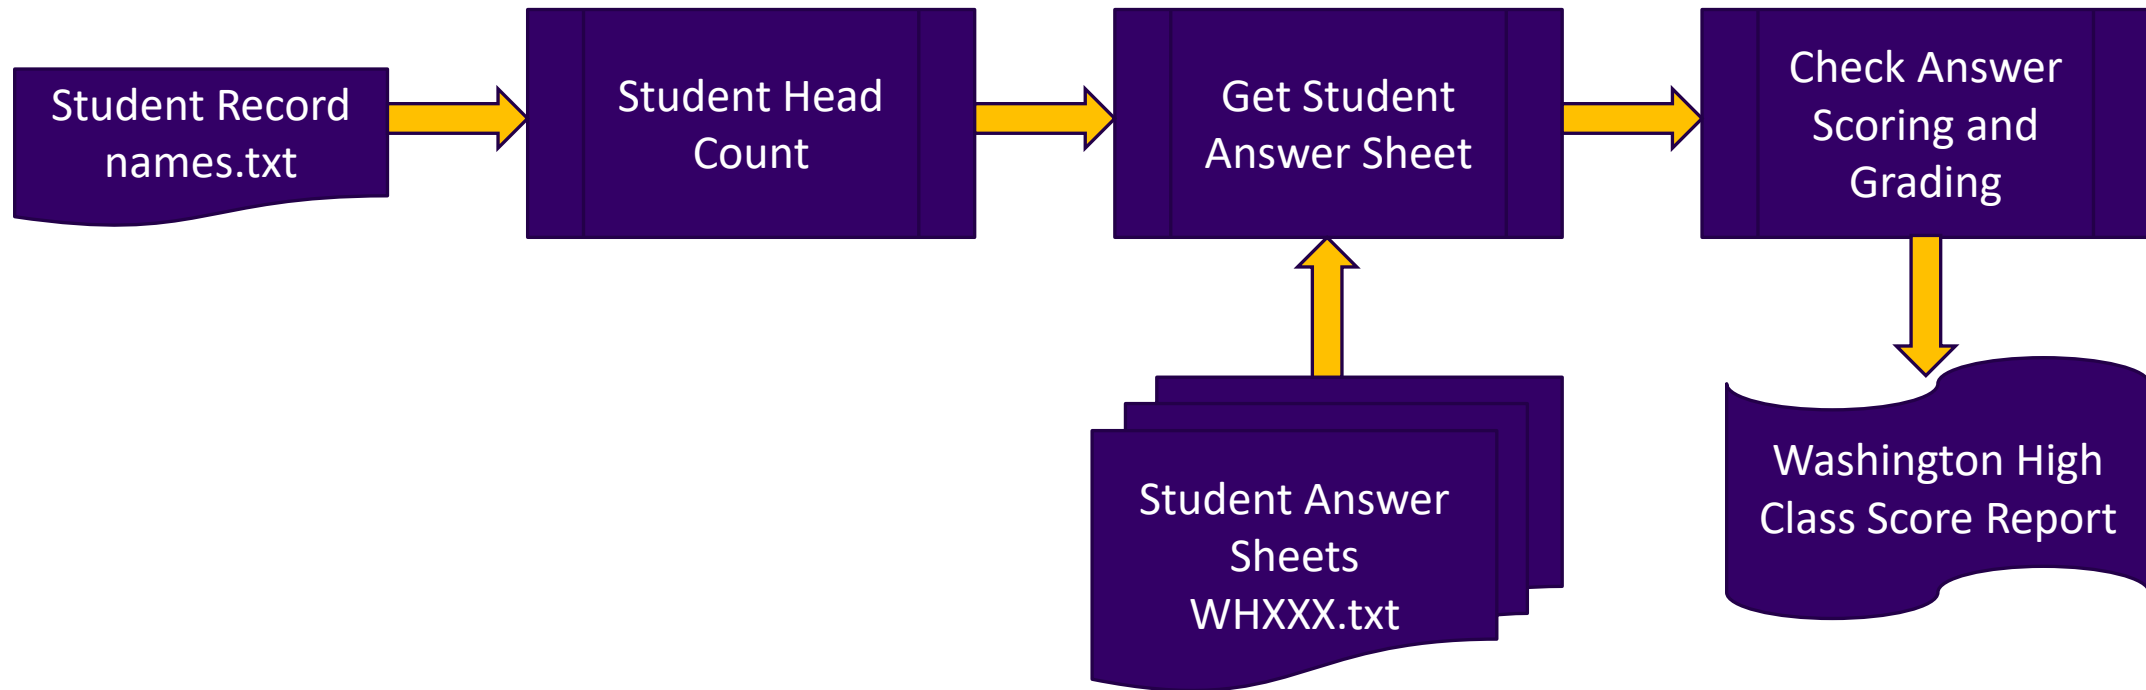 Student Record
names.txt
Student Head
Count
Get Student
Answer Sheet
Check Answer
Scoring and
Grading
Student Answer
Sheets
WHXXX.txt
Washington High
Class Score Report